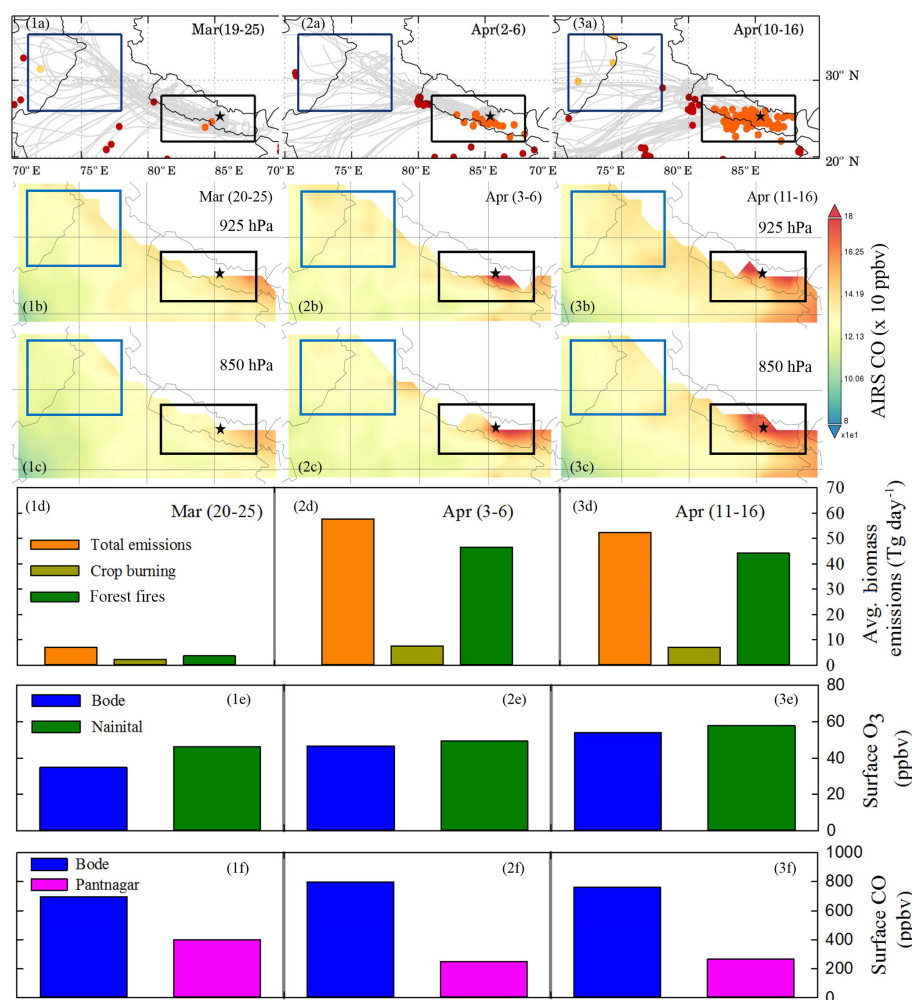 (1a)
Mar(19-25)
(2a)
Apr(2-6)
(3a)
Apr(10-16)
30° N
20° N
70° E
75°
80°
85°
70° E
75°
80°
85°
70° E
75°
80°
85°
Mar (20-25)
Apr (3-6)
Apr (11-16)
925 hPa
925 hPa
925 hPa
(1b)
(2b)
(3b)
850 hPa
850 hPa
850 hPa
(1c)
(2c)
(3c)
18
16.25
14.19
12.13
10.06
8
x1e1
AIRS CO (x 10 ppbv)
(1d)
Mar (20-25)
(2d)
Apr (3-6)
(3d)
Apr (11-16)
Total emissions
Crop burning
Forest fires
70
60
50
40
30
20
10
0
Avg. biomass
emissions (Tg day⁻¹)
Bode
Nainital
(1e)
(2e)
(3e)
80
60
40
20
0
Surface O₃
(ppbv)
Bode
Pantnagar
(1f)
(2f)
(3f)
1000
800
600
400
200
0
Surface CO
(ppbv)